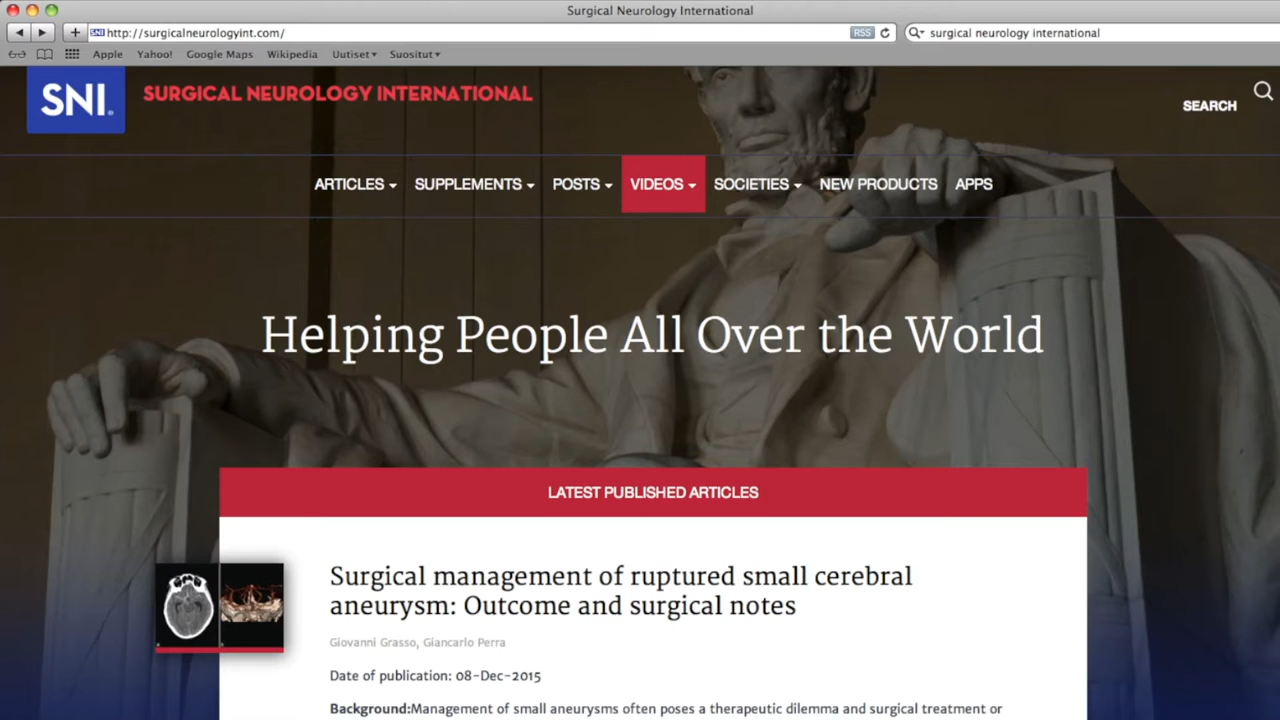 Surgical Neurology International
SNI http://surgicalneurologyint.com/
RSS
surgical neurology international
Apple Yahoo! Google Maps Wikipedia Uutiset Suositut
SNI®
SURGICAL NEUROLOGY INTERNATIONAL
SEARCH
ARTICLES SUPPLEMENTS POSTS VIDEOS SOCIETIES NEW PRODUCTS APPS
Helping People All Over the World
LATEST PUBLISHED ARTICLES
Surgical management of ruptured small cerebral
aneurysm: Outcome and surgical notes
Giovanni Grasso, Giancarlo Perra
Date of publication: 08-Dec-2015
Background:Management of small aneurysms often poses a therapeutic dilemma and surgical treatment or